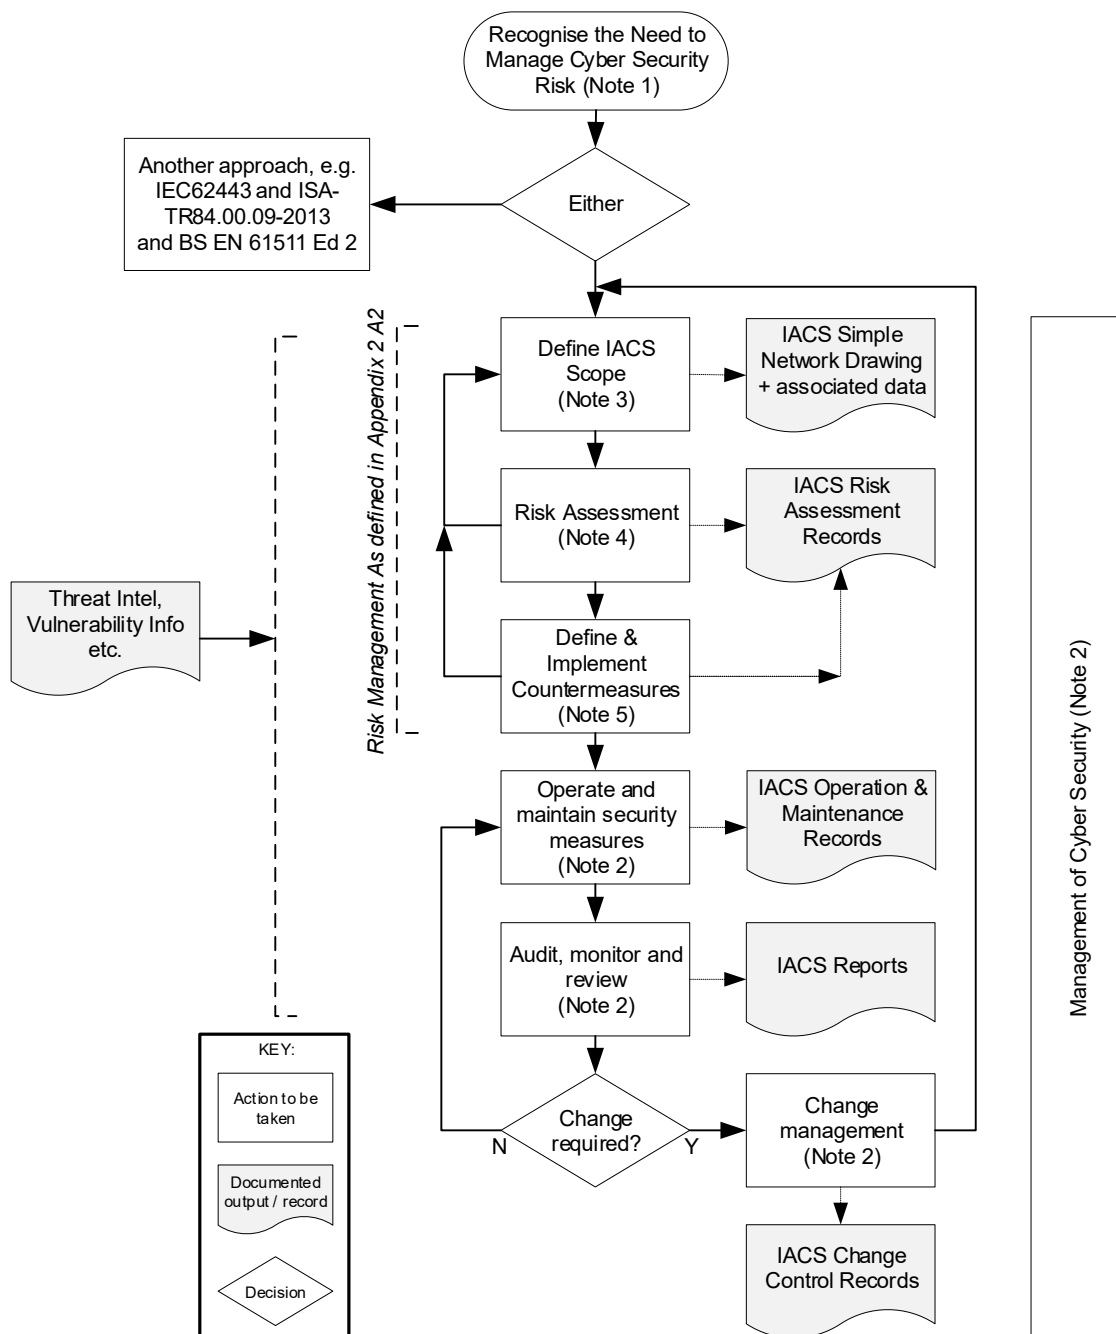 Recognise the Need to
Manage Cyber Security
Risk (Note 1)
Another approach, e.g.
IEC62443 and ISA-
TR84.00.09-2013
and BS EN 61511 Ed 2
Either
Risk Management As defined in Appendix 2 A2
Define IACS
Scope
(Note 3)
IACS Simple
Network Drawing
+ associated data
Risk Assessment
(Note 4)
IACS Risk
Assessment
Records
Threat Intel,
Vulnerability Info
etc.
Define &
Implement
Countermeasures
(Note 5)
Management of Cyber Security (Note 2)
Operate and
maintain security
measures
(Note 2)
IACS Operation &
Maintenance
Records
Audit, monitor and
review
(Note 2)
IACS Reports
Change
required?
N
Y
Change
management
(Note 2)
IACS Change
Control Records
KEY:
Action to be
taken
Documented
output / record
Decision